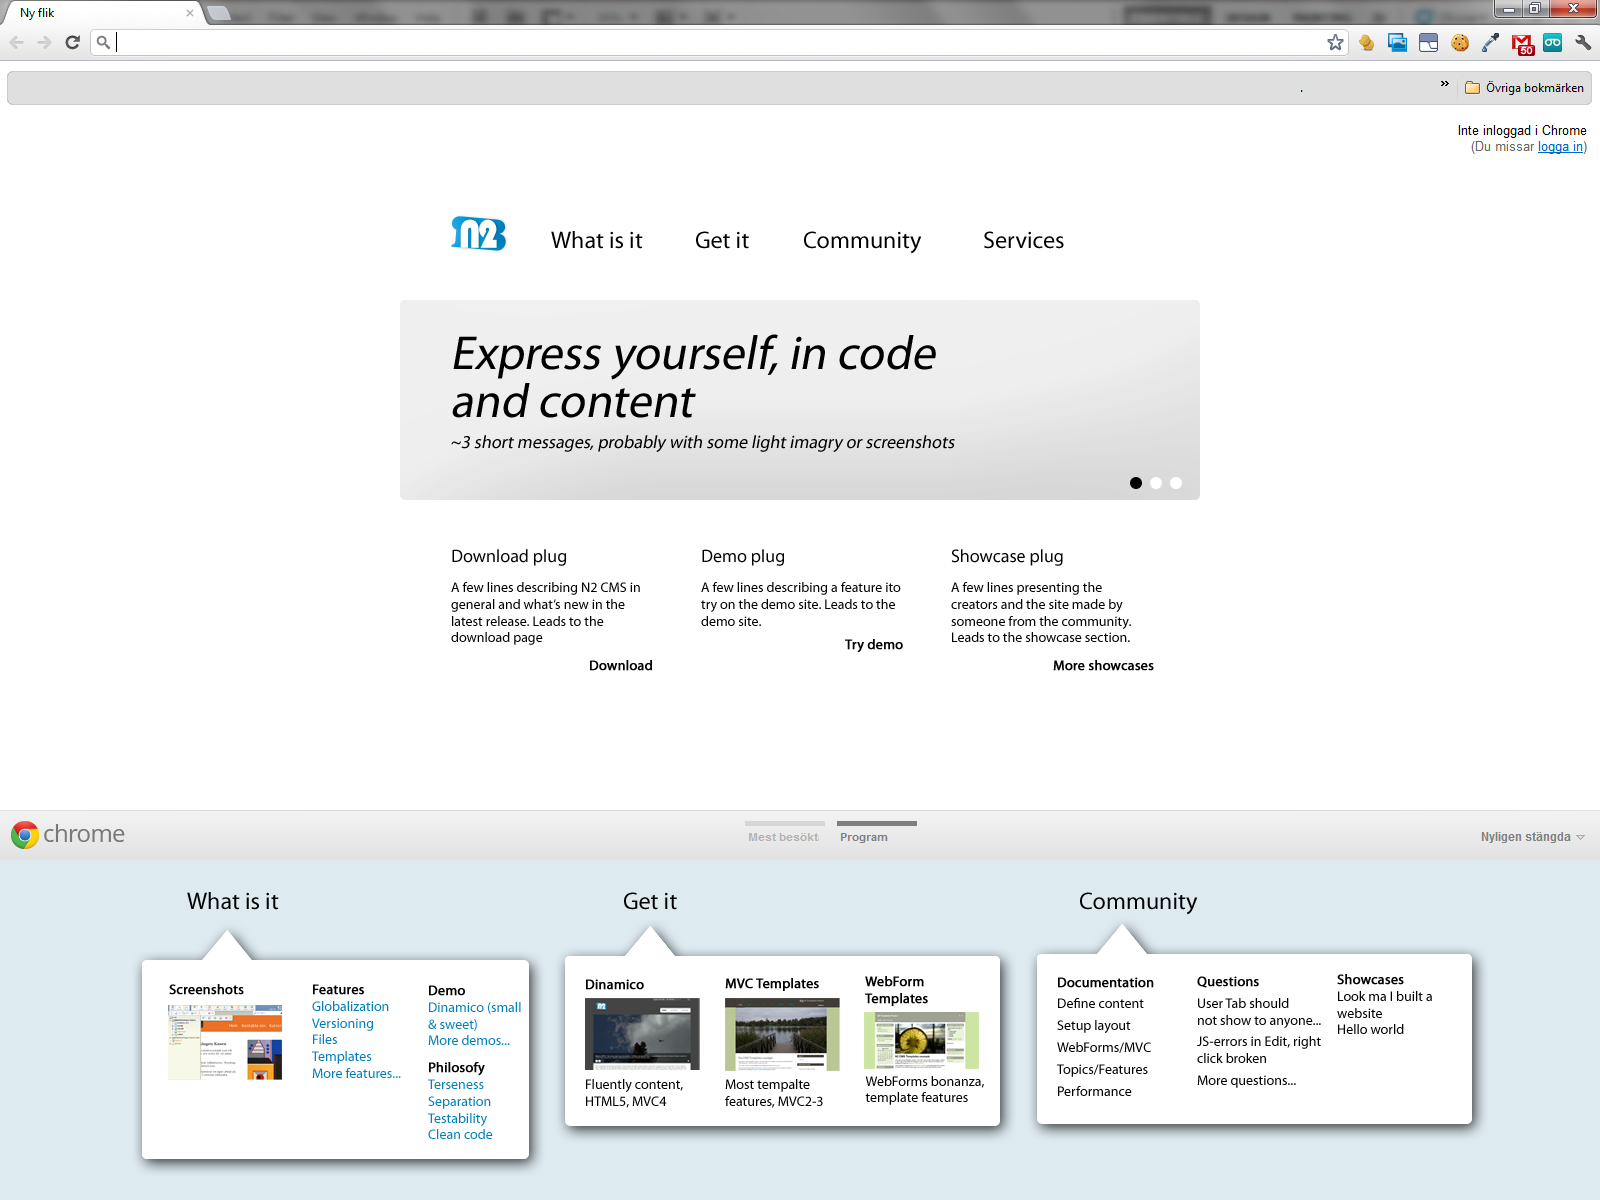 Ny flik
50
»
Övriga bokmärken
Inte inloggad i Chrome
(Du missar logga in)
n2
What is it
Get it
Community
Services
Express yourself, in code
and content
~3 short messages, probably with some light imagry or screenshots
Download plug
A few lines describing N2 CMS in
general and what's new in the
latest release. Leads to the
download page
Download
Demo plug
A few lines describing a feature ito
try on the demo site. Leads to the
demo site.
Try demo
Showcase plug
A few lines presenting the
creators and the site made by
someone from the community.
Leads to the showcase section.
More showcases
chrome
Mest besökt
Program
Nyligen stängda
What is it
Screenshots
Features
Globalization
Versioning
Files
Templates
More features...
Demo
Dinamico (small
& sweet)
More demos...
Philosofy
Terseness
Separation
Testability
Clean code
Get it
Dinamico
Fluently content,
HTML5, MVC4
MVC Templates
Most tempalte
features, MVC2-3
WebForm
Templates
WebForms bonanza,
template features
Community
Documentation
Define content
Setup layout
WebForms/MVC
Topics/Features
Performance
Questions
User Tab should
not show to anyone...
JS-errors in Edit, right
click broken
More questions...
Showcases
Look ma I built a
website
Hello world